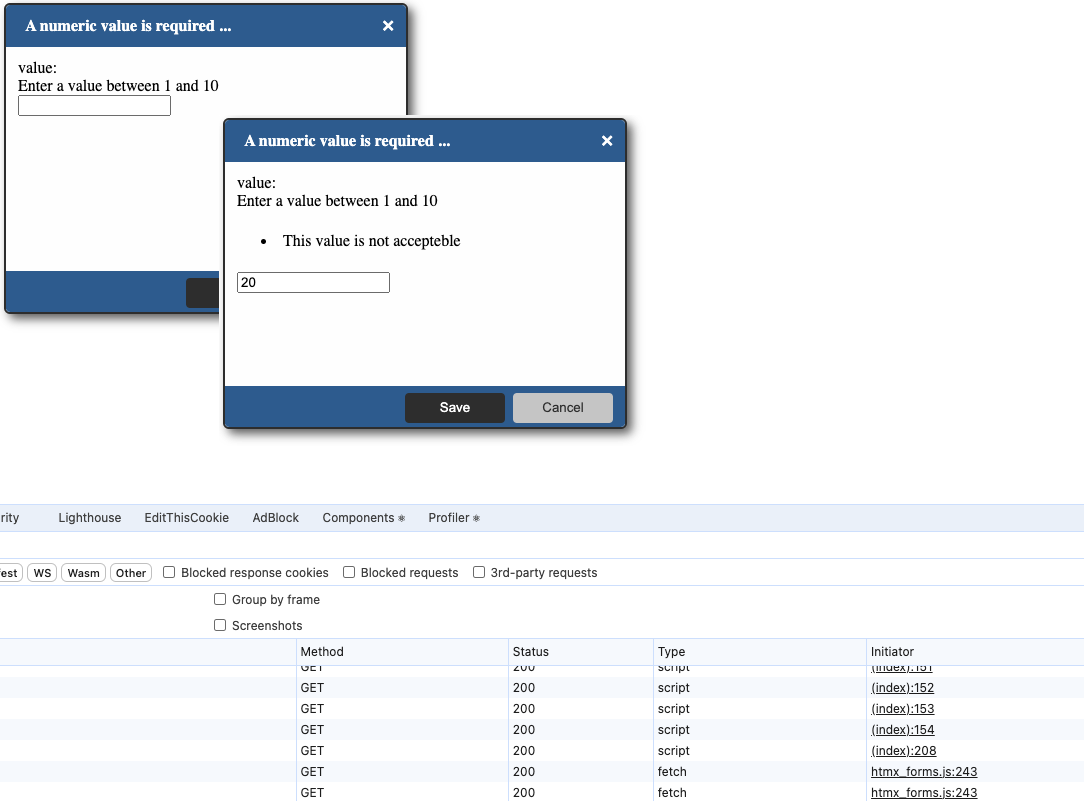 A numeric value is required ... ×
value:
Enter a value between 1 and 10
A numeric value is required ... ×
value:
Enter a value between 1 and 10
• This value is not accepteble
20
Save Cancel
rity Lighthouse EditThisCookie AdBlock Components Profiler
est WS Wasm Other Blocked response cookies Blocked requests 3rd-party requests
Group by frame
Screenshots
Method Status Type Initiator
GET 200 script (index):151
GET 200 script (index):152
GET 200 script (index):153
GET 200 script (index):154
GET 200 script (index):208
GET 200 fetch htmx_forms.js:243
GET 200 fetch htmx_forms.js:243